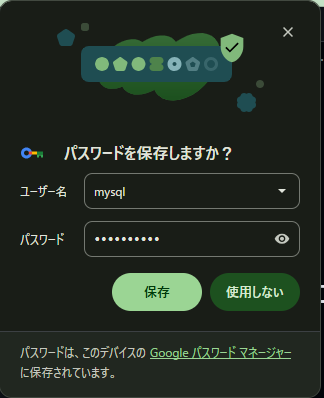 パスワードを保存しますか？
ユーザー名
mysql
パスワード
••••••••••
保存
使用しない
パスワードは、このデバイスの Google パスワード マネージャー
に保存されています。